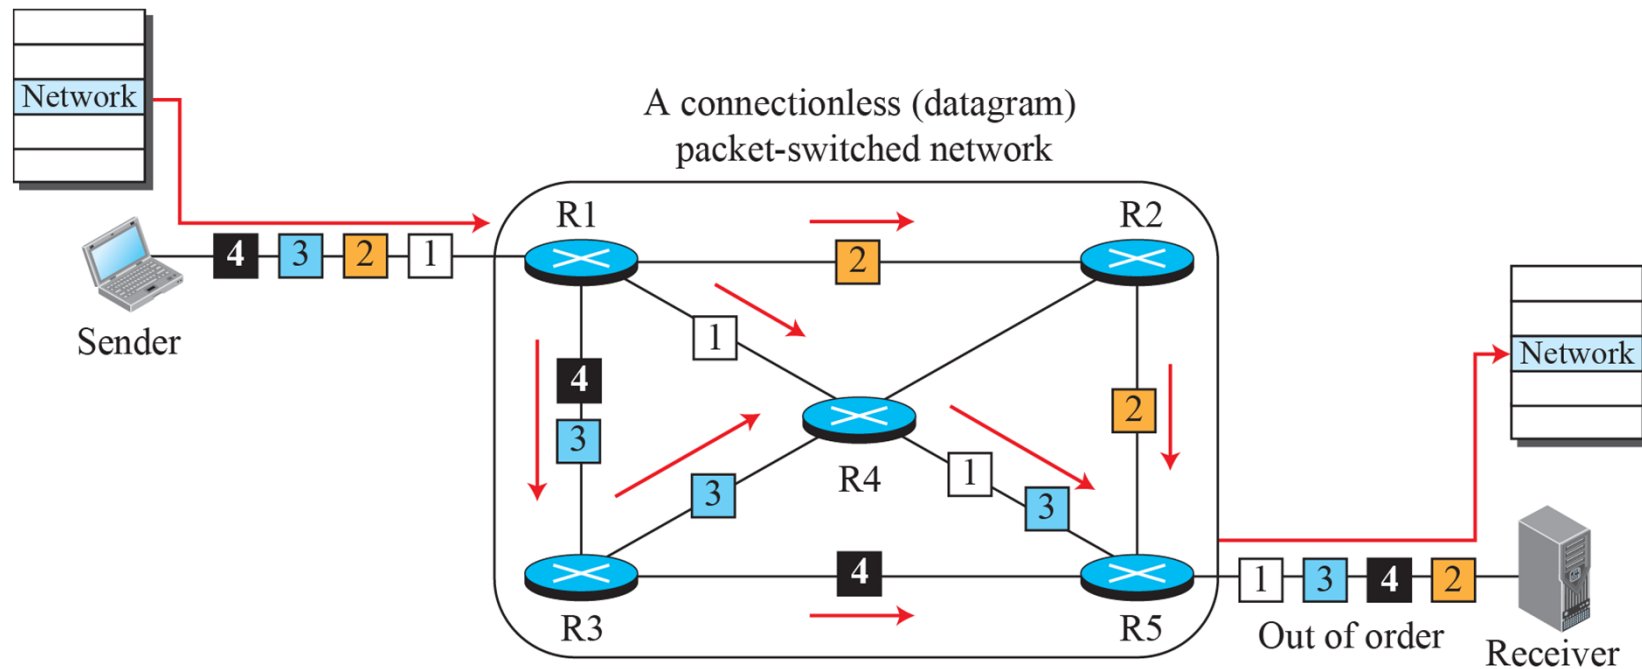 Network
A connectionless (datagram)
packet-switched network
R1
R2
4 3 2 1
2
Sender
1
Network
4
2
3
R4
1
3
3
4
1 3 4 2
R3
R5
Out of order
Receiver